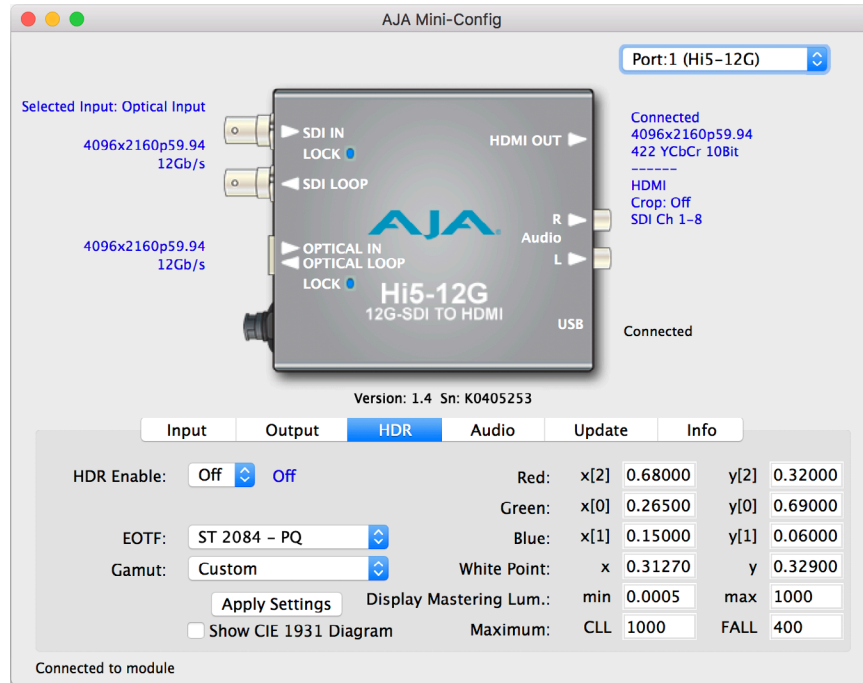 AJA Mini-Config
Port:1 (Hi5-12G)
Selected Input: Optical Input
4096x2160p59.94
12Gb/s
4096x2160p59.94
12Gb/s
SDI IN
LOCK
SDI LOOP
OPTICAL IN
OPTICAL LOOP
LOCK
HDMI OUT
AJA
R
Audio
L
Hi5-12G
12G-SDI TO HDMI
USB
Connected
4096x2160p59.94
422 YCbCr 10Bit
------
HDMI
Crop: Off
SDI Ch 1-8
Connected
Version: 1.4 Sn: K0405253
Input Output HDR Audio Update Info
HDR Enable: Off Off
EOTF: ST 2084 - PQ
Gamut: Custom
Apply Settings
Show CIE 1931 Diagram
Red: x[2] 0.68000 y[2] 0.32000
Green: x[0] 0.26500 y[0] 0.69000
Blue: x[1] 0.15000 y[1] 0.06000
White Point: x 0.31270 y 0.32900
Display Mastering Lum.: min 0.0005 max 1000
Maximum: CLL 1000 FALL 400
Connected to module